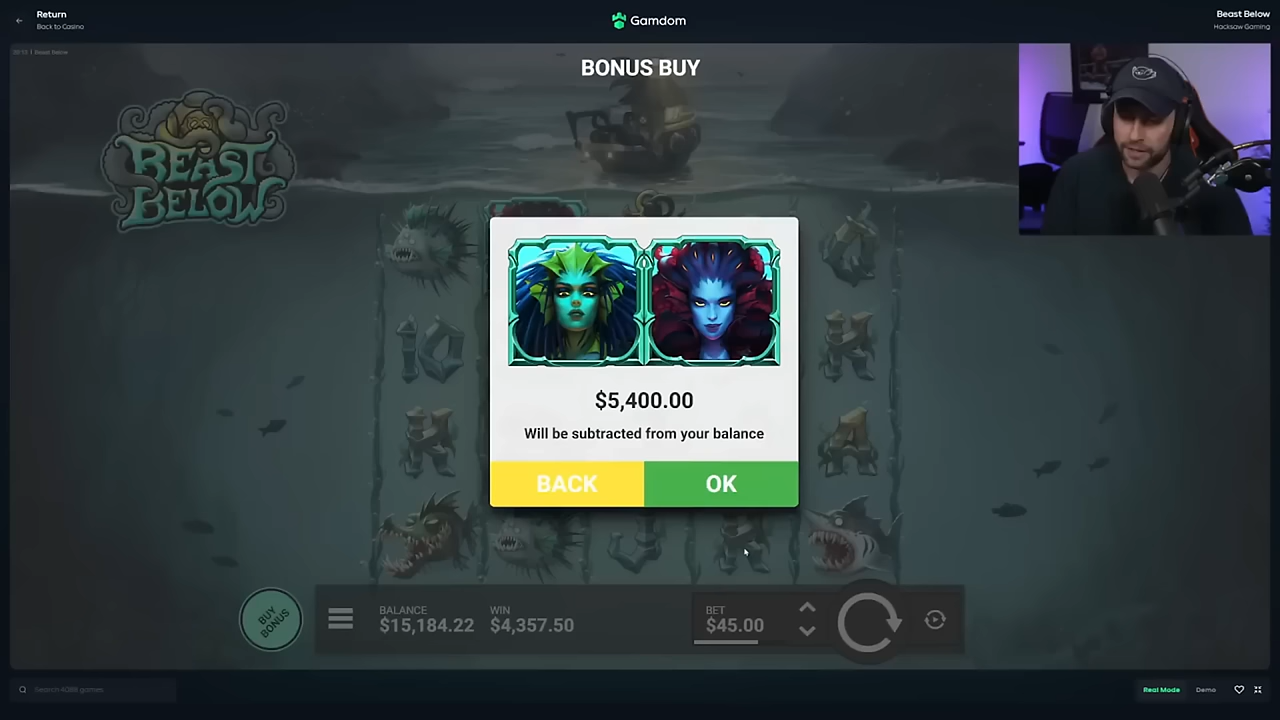 Return
Back to Casino
Gamdom
Beast Below
Hacksaw Gaming
BONUS BUY
BEAST
BELOW
$5,400.00
Will be subtracted from your balance
BACK
OK
10
K
K
A
BUY
BONUS
BALANCE
$15,184.22
WIN
$4,357.50
BET
$45.00
Real Mode
Demo